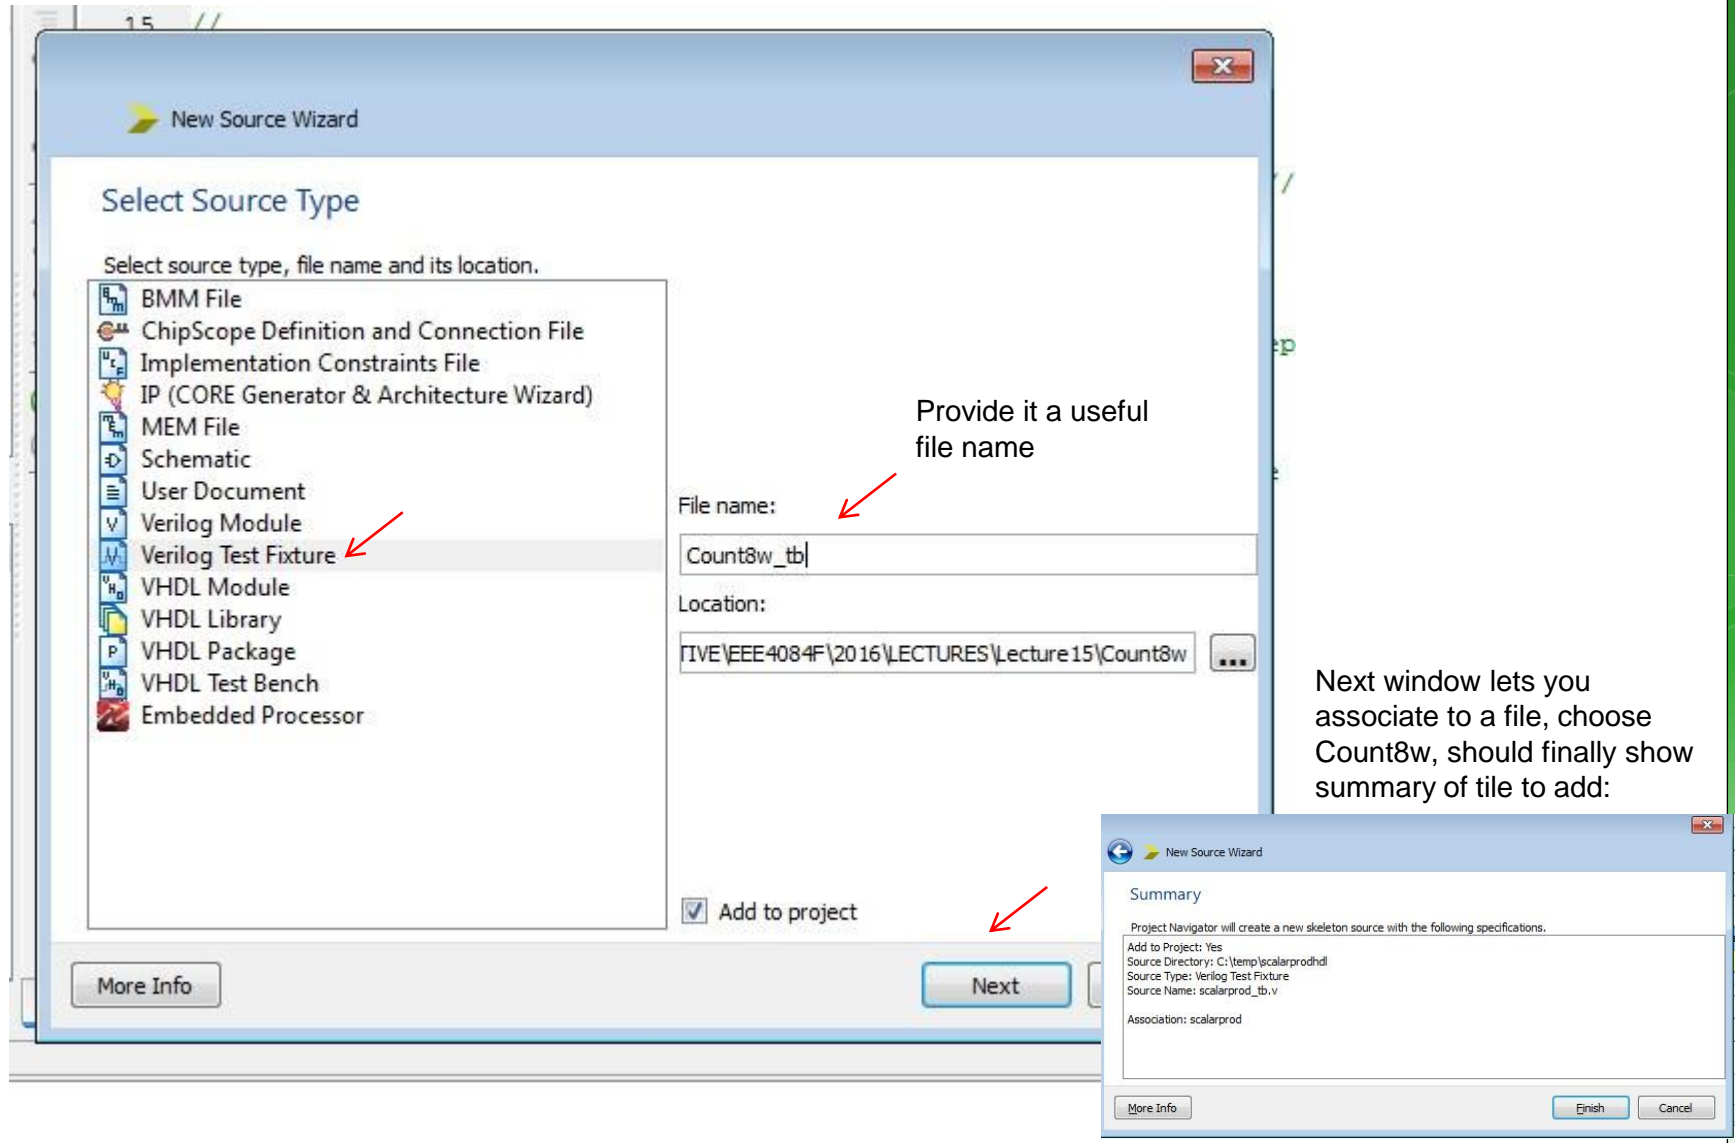 15 //
New Source Wizard
Select Source Type
Select source type, file name and its location.
BMM File
ChipScope Definition and Connection File
Implementation Constraints File
IP (CORE Generator & Architecture Wizard)
MEM File
Schematic
User Document
Verilog Module
Verilog Test Fixture
VHDL Module
VHDL Library
VHDL Package
VHDL Test Bench
Embedded Processor
Provide it a useful
file name
File name:
Count8w_tb
Location:
TIVE\EEE4084F\2016\LECTURES\Lecture15\Count8w
...
Add to project
More Info
Next
//
ep
Next window lets you
associate to a file, choose
Count8w, should finally show
summary of tile to add:
New Source Wizard
Summary
Project Navigator will create a new skeleton source with the following specifications.
Add to Project: Yes
Source Directory: C:\temp\scalarprodhdl
Source Type: Verilog Test Fixture
Source Name: scalarprod_tb.v
Association: scalarprod
More Info
Finish
Cancel